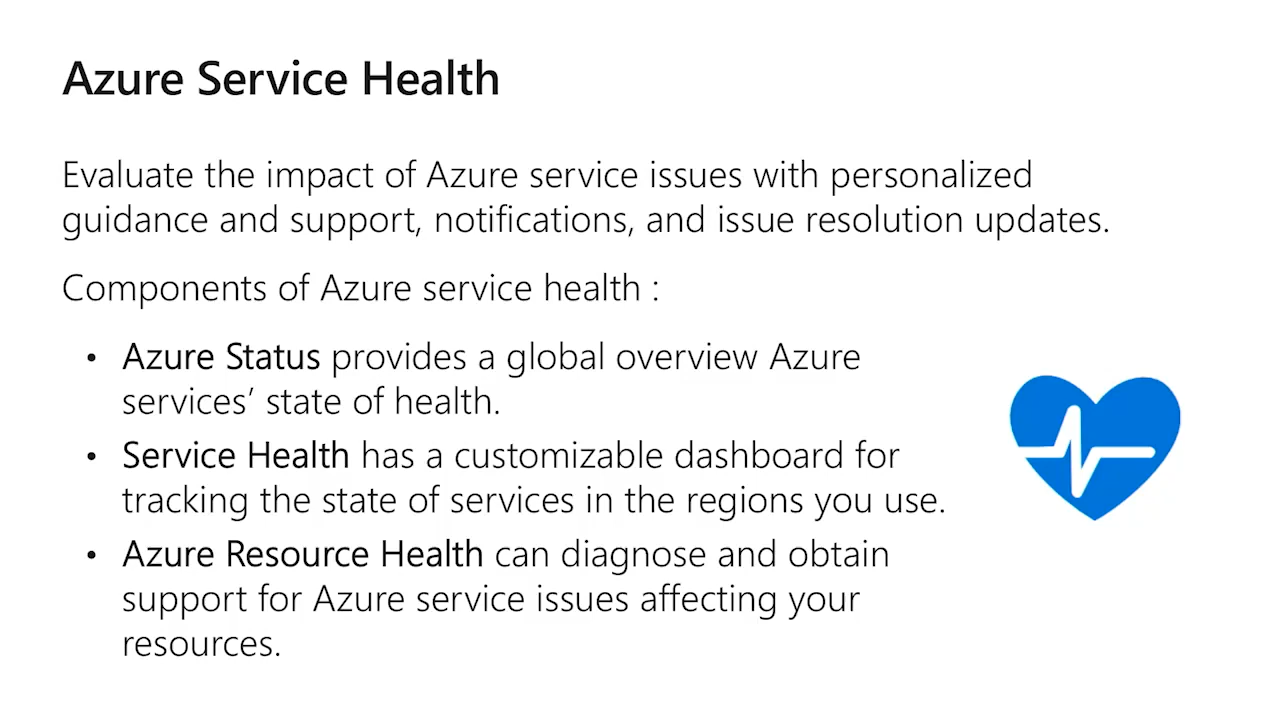 Azure Service Health
Evaluate the impact of Azure service issues with personalized
guidance and support, notifications, and issue resolution updates.
Components of Azure service health :
• Azure Status provides a global overview Azure
services’ state of health.
• Service Health has a customizable dashboard for
tracking the state of services in the regions you use.
• Azure Resource Health can diagnose and obtain
support for Azure service issues affecting your
resources.